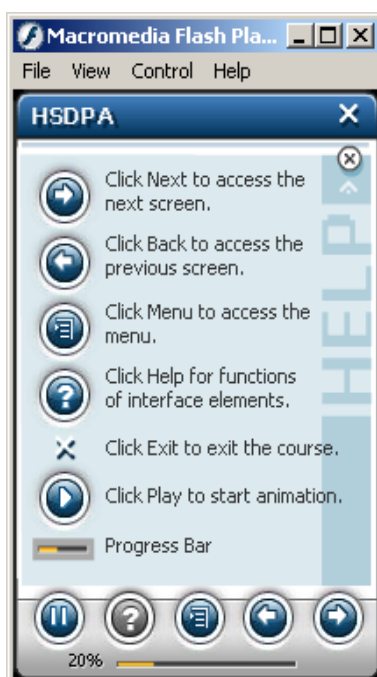 Macromedia Flash Pla...
File View Control Help
HSDPA
Click Next to access the
next screen.
Click Back to access the
previous screen.
Click Menu to access the
menu.
Click Help for functions
of interface elements.
Click Exit to exit the course.
Click Play to start animation.
Progress Bar
HELP
20%